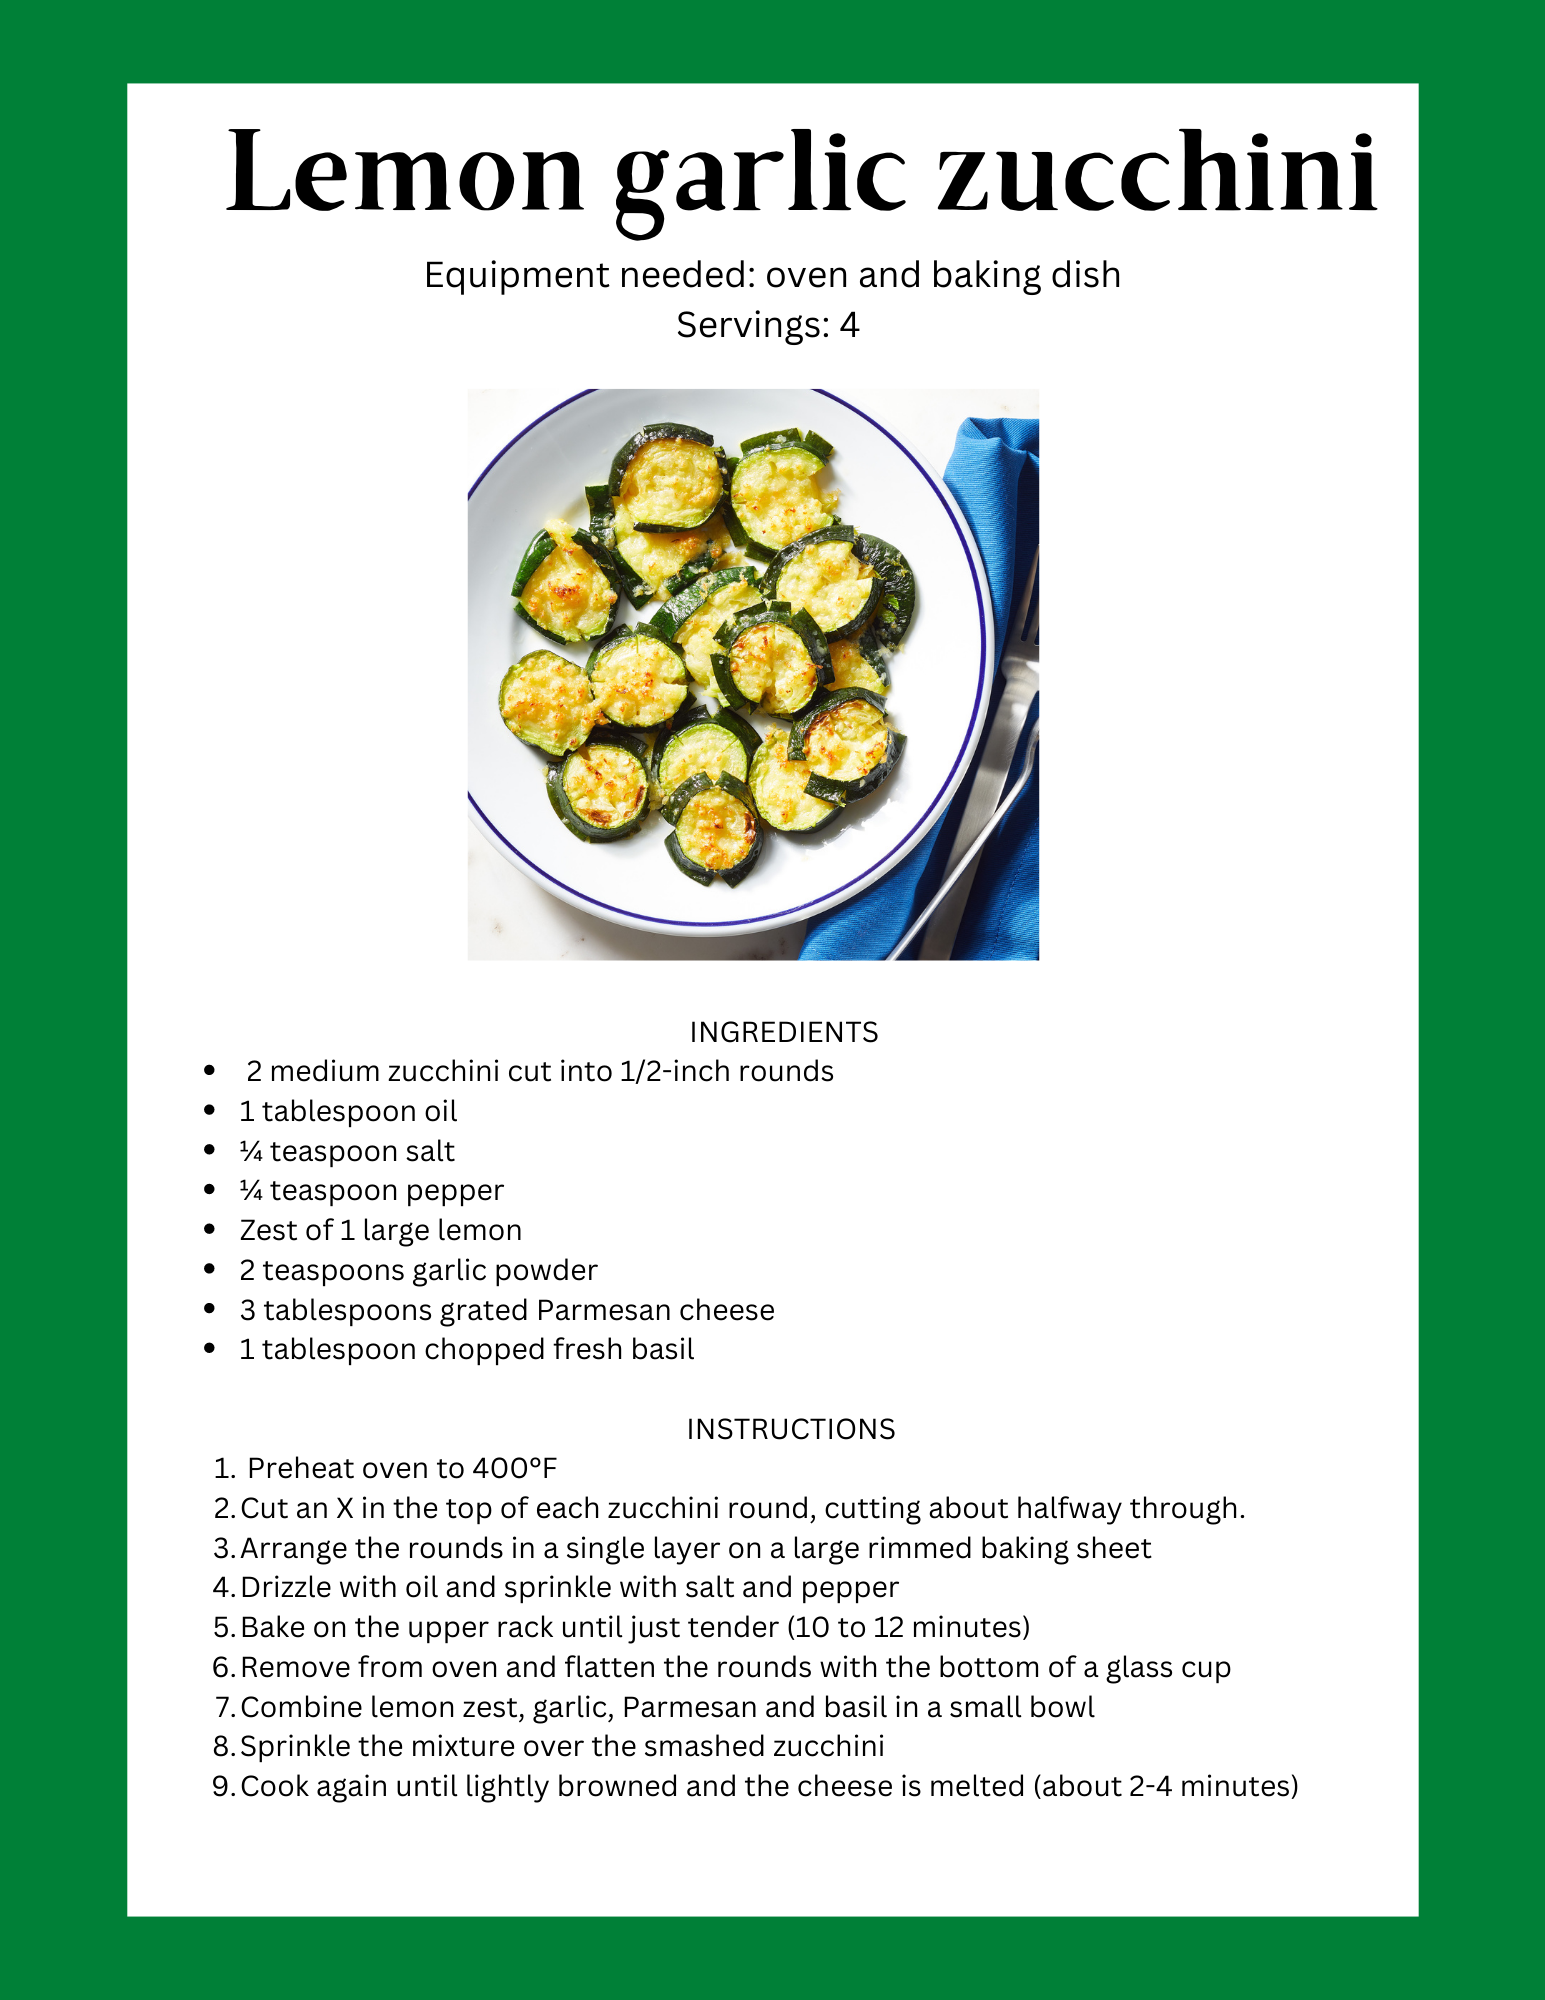 Lemon garlic zucchini
Equipment needed: oven and baking dish
Servings: 4
INGREDIENTS
• 2 medium zucchini cut into 1/2-inch rounds
• 1 tablespoon oil
• ¼ teaspoon salt
• ¼ teaspoon pepper
• Zest of 1 large lemon
• 2 teaspoons garlic powder
• 3 tablespoons grated Parmesan cheese
• 1 tablespoon chopped fresh basil
INSTRUCTIONS
1. Preheat oven to 400°F
2. Cut an X in the top of each zucchini round, cutting about halfway through.
3. Arrange the rounds in a single layer on a large rimmed baking sheet
4. Drizzle with oil and sprinkle with salt and pepper
5. Bake on the upper rack until just tender (10 to 12 minutes)
6. Remove from oven and flatten the rounds with the bottom of a glass cup
7. Combine lemon zest, garlic, Parmesan and basil in a small bowl
8. Sprinkle the mixture over the smashed zucchini
9. Cook again until lightly browned and the cheese is melted (about 2-4 minutes)